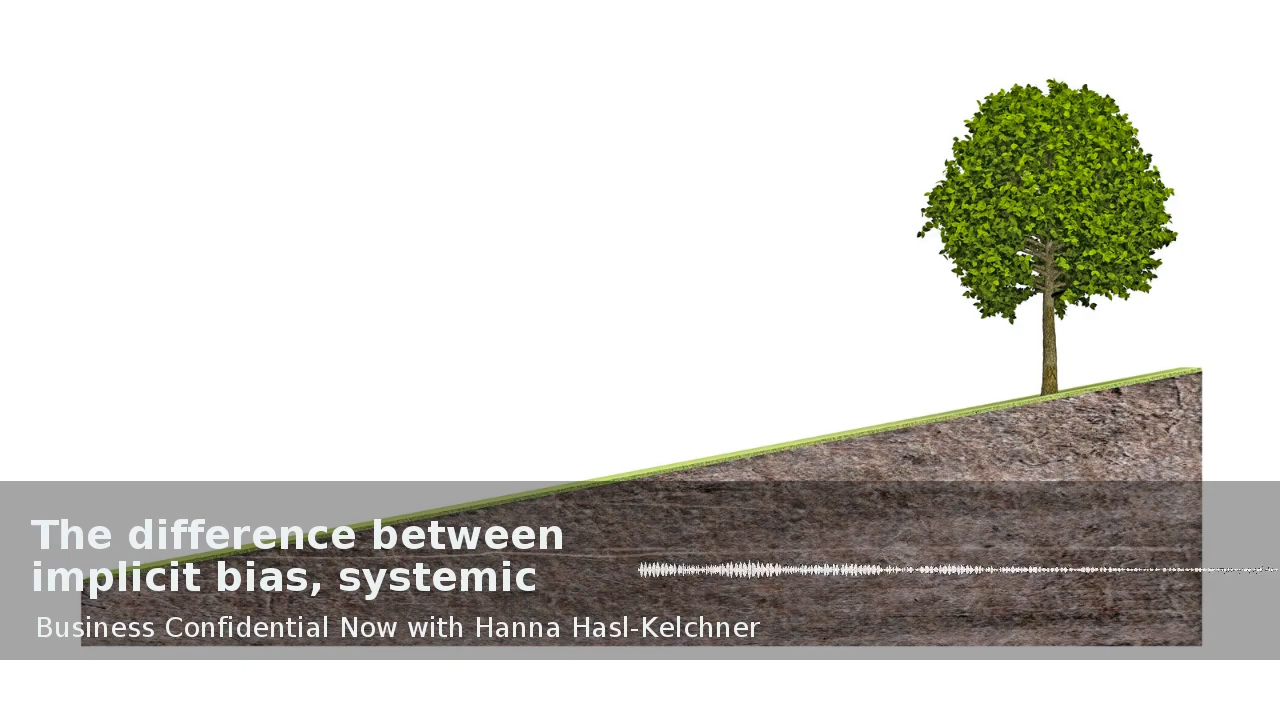 The difference between
implicit bias, systemic
Business Confidential Now with Hanna Hasl-Kelchner